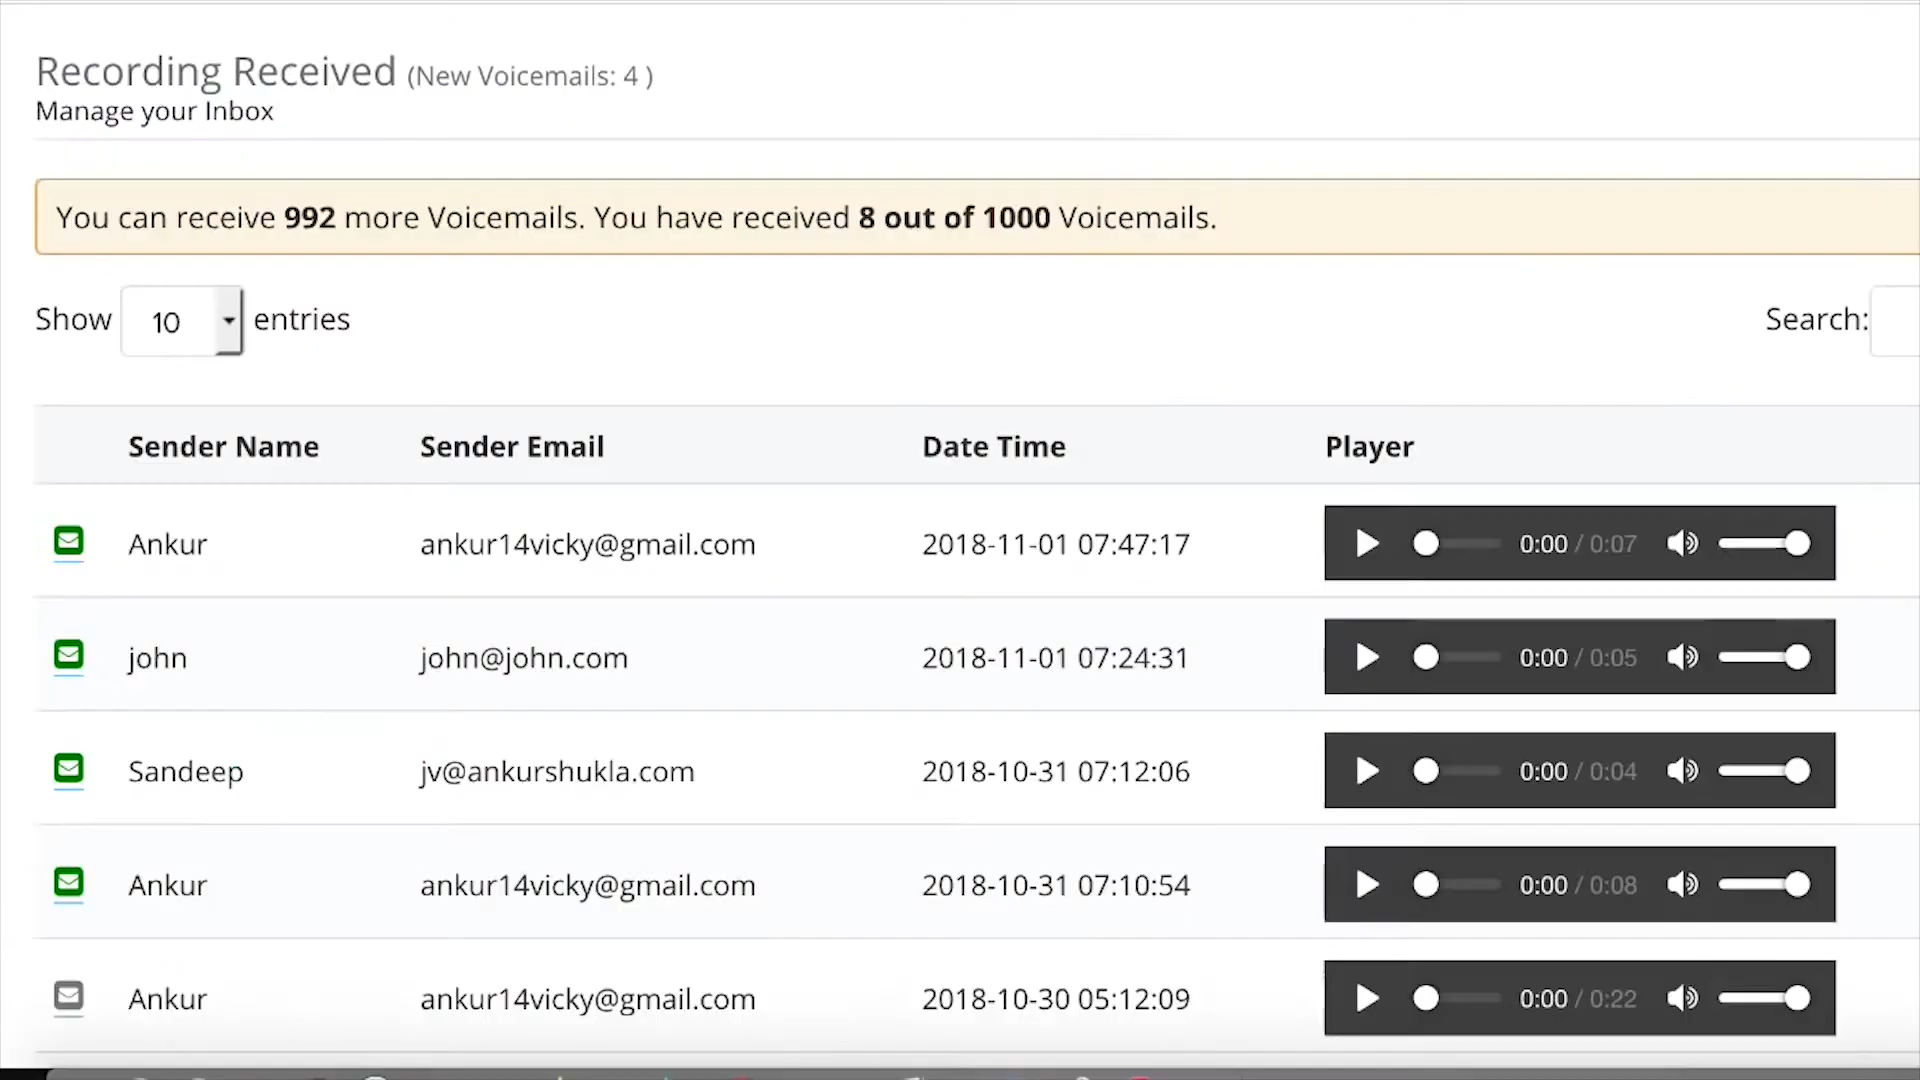 Recording Received (New Voicemails: 4 )
Manage your Inbox
You can receive 992 more Voicemails. You have received 8 out of 1000 Voicemails.
Show 10 entries Search:
Sender Name Sender Email Date Time Player
Ankur ankur14vicky@gmail.com 2018-11-01 07:47:17 0:00 / 0:07
john john@john.com 2018-11-01 07:24:31 0:00 / 0:05
Sandeep jv@ankurshukla.com 2018-10-31 07:12:06 0:00 / 0:04
Ankur ankur14vicky@gmail.com 2018-10-31 07:10:54 0:00 / 0:08
Ankur ankur14vicky@gmail.com 2018-10-30 05:12:09 0:00 / 0:22